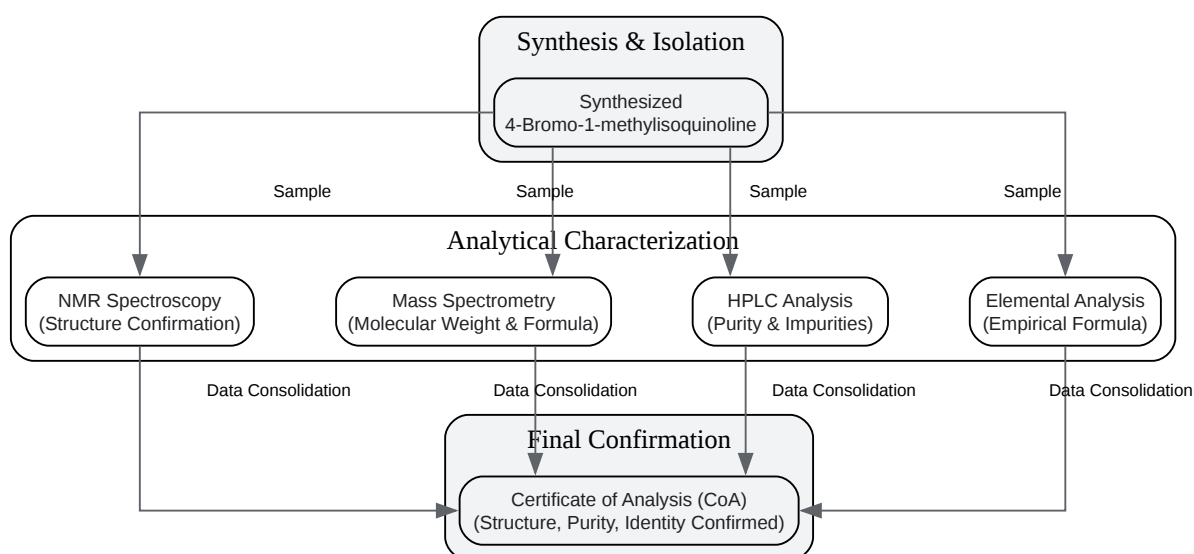 Synthesis & Isolation
Synthesized
4-Bromo-1-methylisoquinoline
Sample
Sample
Sample
Sample
Analytical Characterization
NMR Spectroscopy
(Structure Confirmation)
Mass Spectrometry
(Molecular Weight & Formula)
HPLC Analysis
(Purity & Impurities)
Elemental Analysis
(Empirical Formula)
Data Consolidation
Data Consolidation
Data Consolidation
Data Consolidation
Final Confirmation
Certificate of Analysis (CoA)
(Structure, Purity, Identity Confirmed)